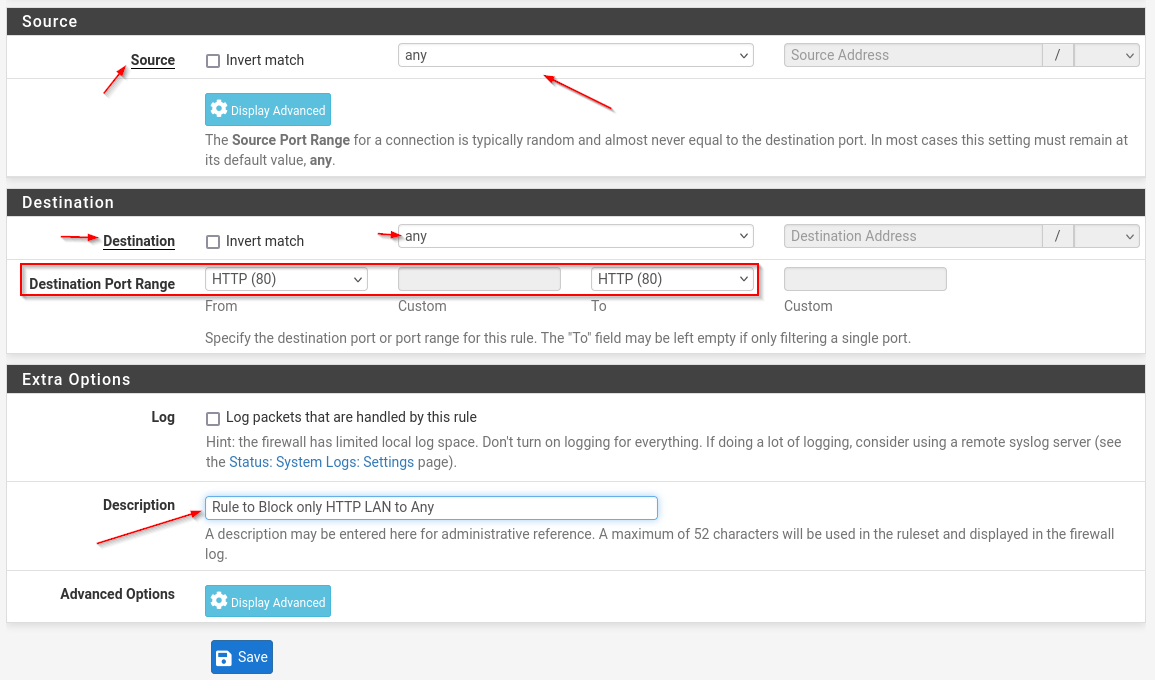 Source
Source Invert match any Source Address /
Display Advanced
The Source Port Range for a connection is typically random and almost never equal to the destination port. In most cases this setting must remain at
its default value, any.
Destination
Destination Invert match any Destination Address /
Destination Port Range HTTP (80) HTTP (80)
From Custom To Custom
Specify the destination port or port range for this rule. The "To" field may be left empty if only filtering a single port.
Extra Options
Log Log packets that are handled by this rule
Hint: the firewall has limited local log space. Don't turn on logging for everything. If doing a lot of logging, consider using a remote syslog server (see
the Status: System Logs: Settings page).
Description Rule to Block only HTTP LAN to Any
A description may be entered here for administrative reference. A maximum of 52 characters will be used in the ruleset and displayed in the firewall
log.
Advanced Options Display Advanced
Save